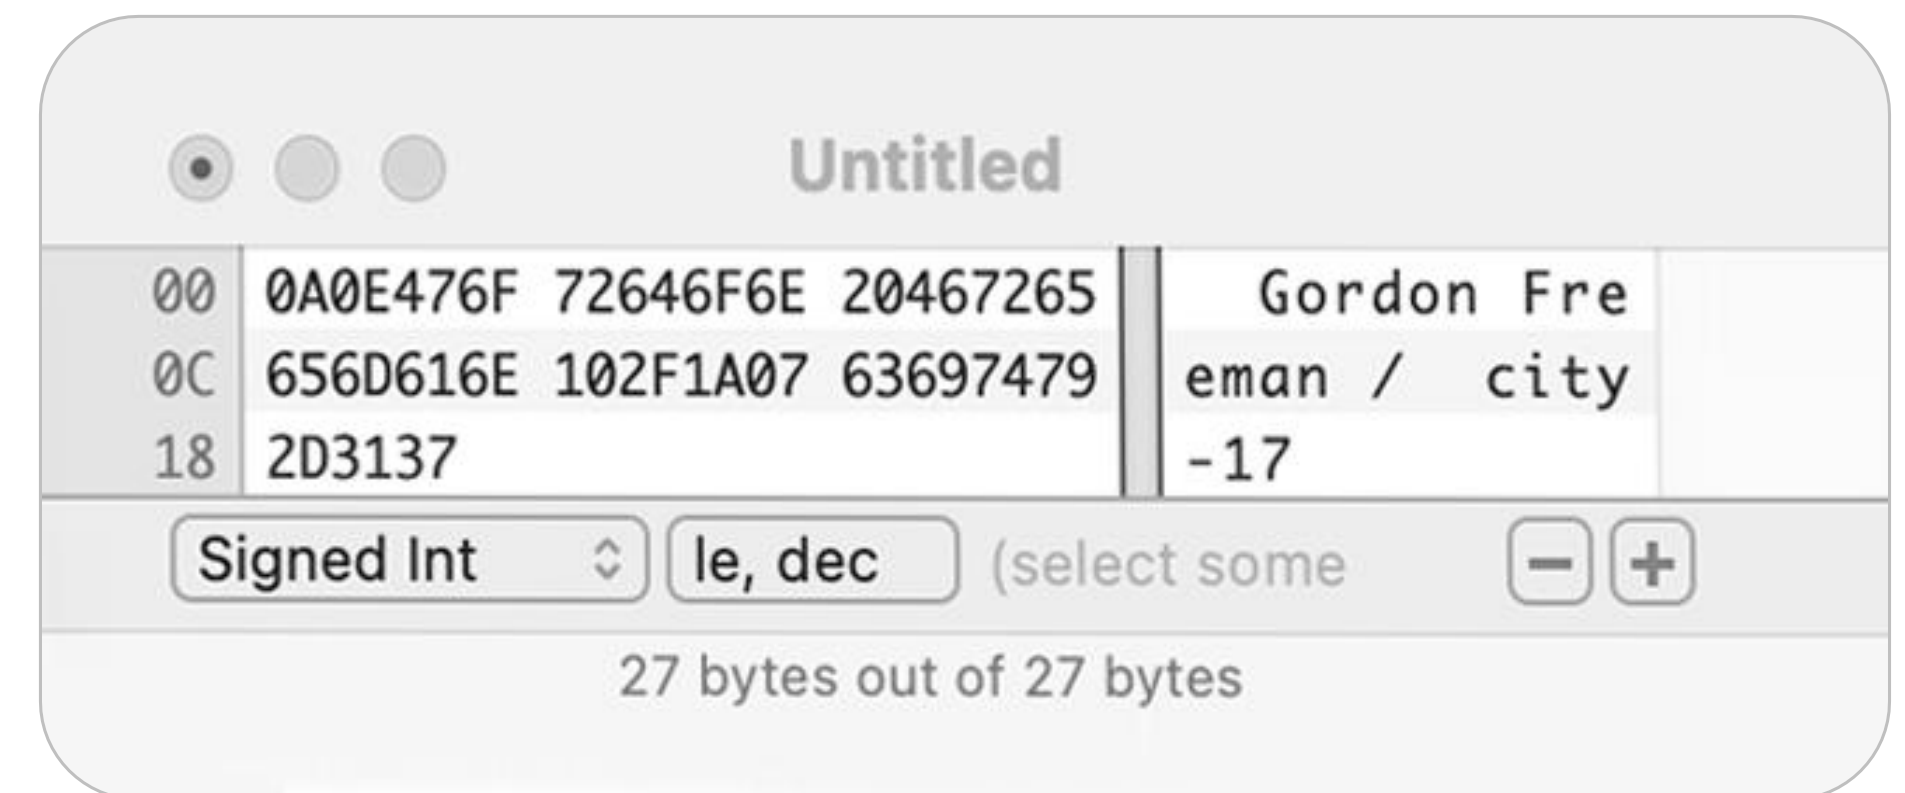 Untitled
00 0A0E476F 72646F6E 20467265 Gordon Fre
0C 656D616E 102F1A07 63697479 eman / city
18 2D3137 -17
Signed Int le, dec (select some
27 bytes out of 27 bytes